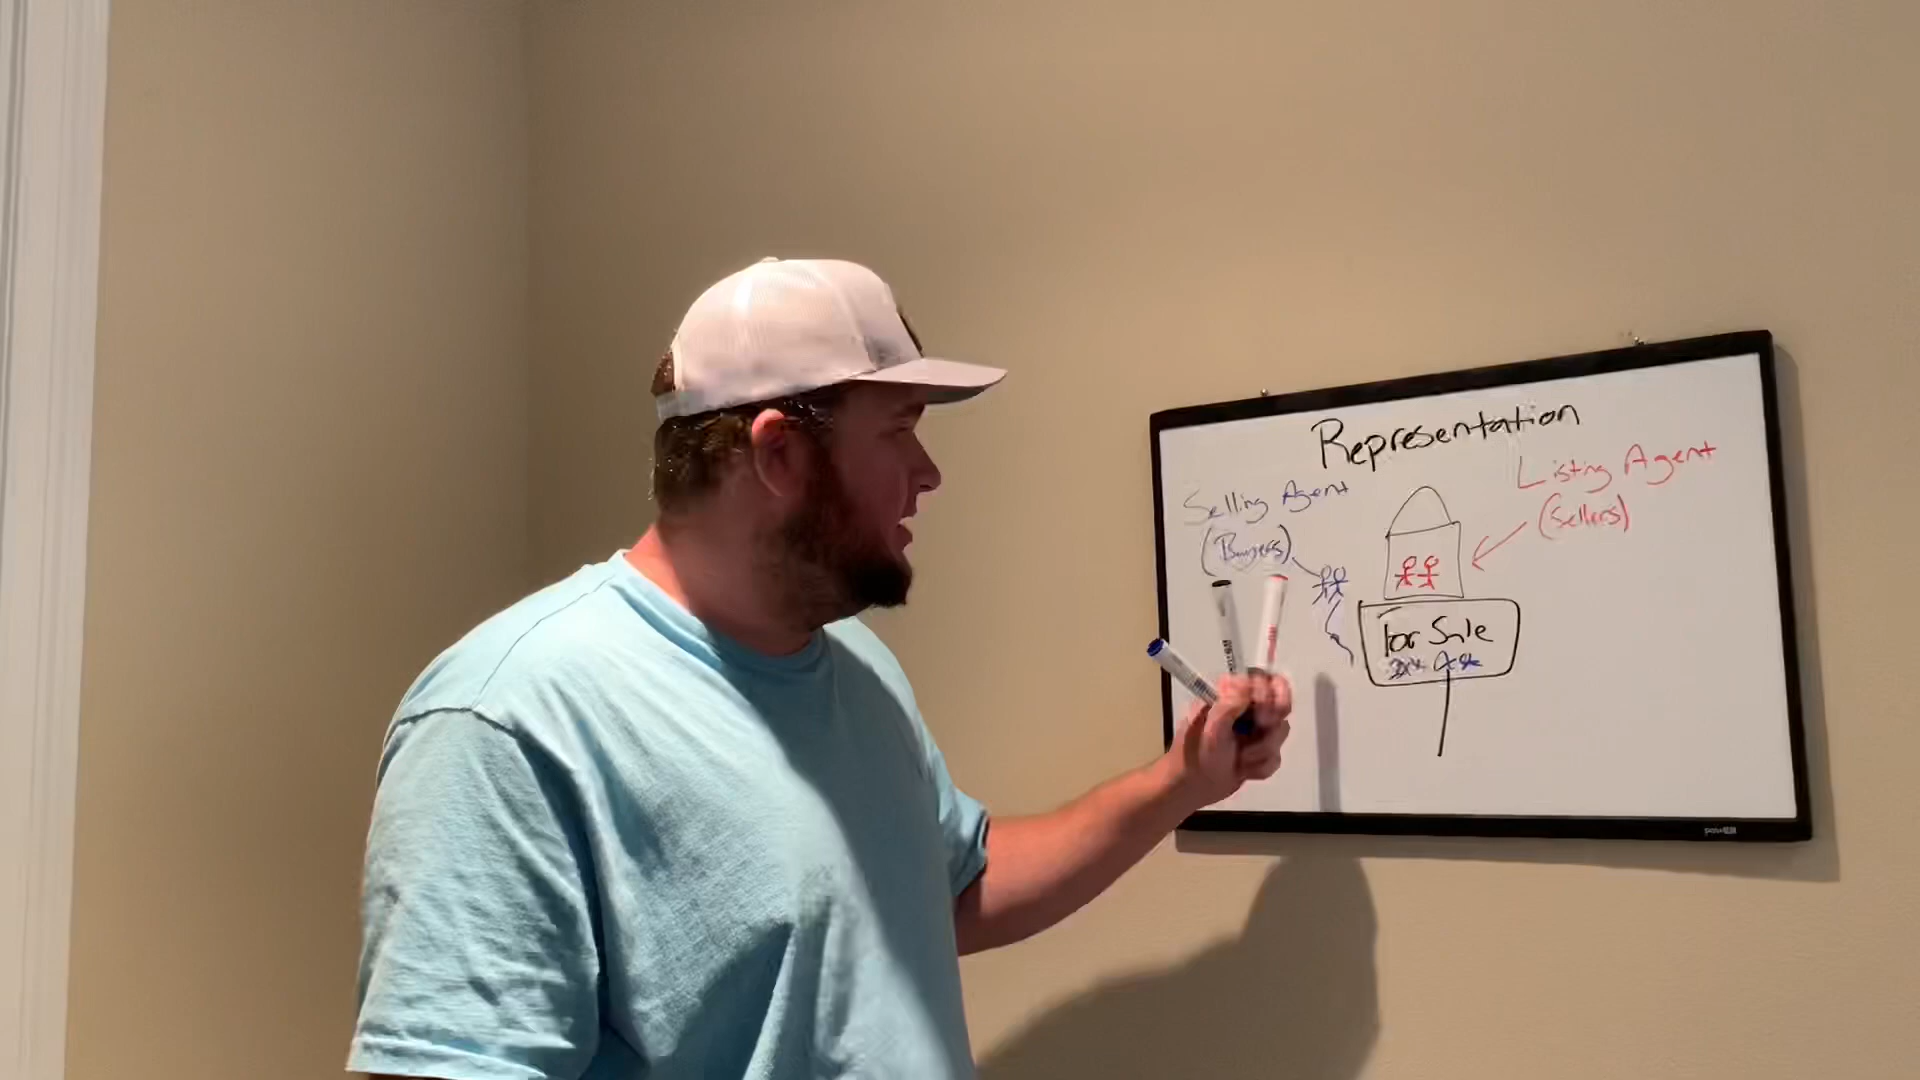 Representation
Listing Agent
(Sellers)
Selling Agent
(Buyers)
For Sale